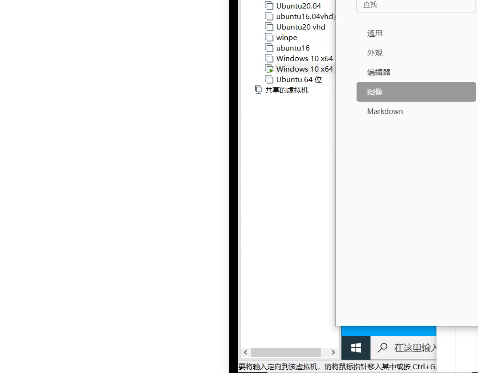 Ubuntu20.04
ubuntu16.04vhd
Ubuntu20 vhd
winpe
ubuntu16
Windows 10 x64
Windows 10 x64
Ubuntu 64 位
共享的虚拟机
查找...
通用
外观
编辑器
图像
Markdown
在这里输入
要将输入定向到该虚拟机，请将鼠标指针移入其中或按 Ctrl+G